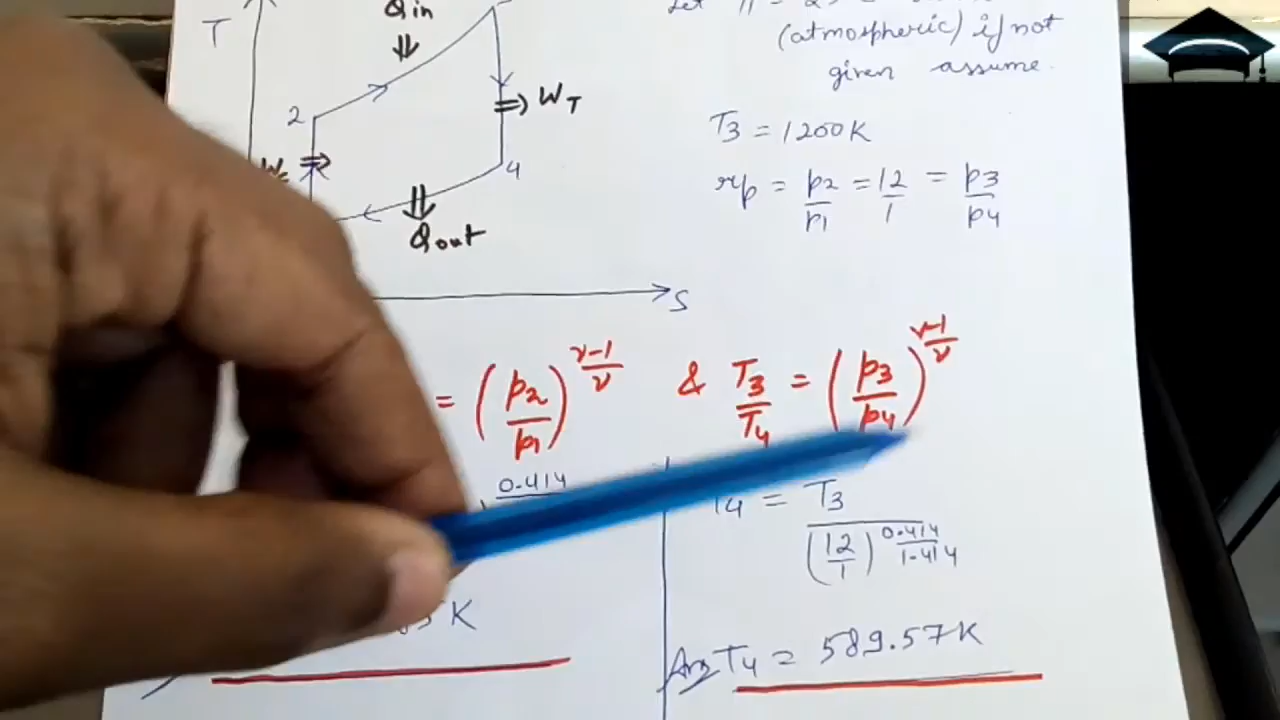 T
Qin
2
WT
4
Qout
S
(atmospheric) if not
given assume.
T3 = 1200K
rp = p2/p1 = 12/1 = p3/p4
= (p2/p1)^(γ-1)/γ & T3/T4 = (p3/p4)^(γ-1)/γ
0.414
T4 = T3/(12/1)^0.414/1.414
K
Ans T4 = 589.57K